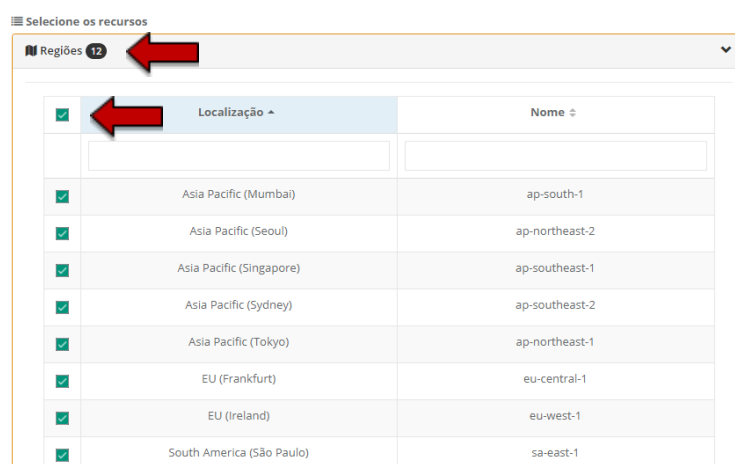 Selecione os recursos
Regiões 12
Localização Nome
Asia Pacific (Mumbai) ap-south-1
Asia Pacific (Seoul) ap-northeast-2
Asia Pacific (Singapore) ap-southeast-1
Asia Pacific (Sydney) ap-southeast-2
Asia Pacific (Tokyo) ap-northeast-1
EU (Frankfurt) eu-central-1
EU (Ireland) eu-west-1
South America (São Paulo) sa-east-1